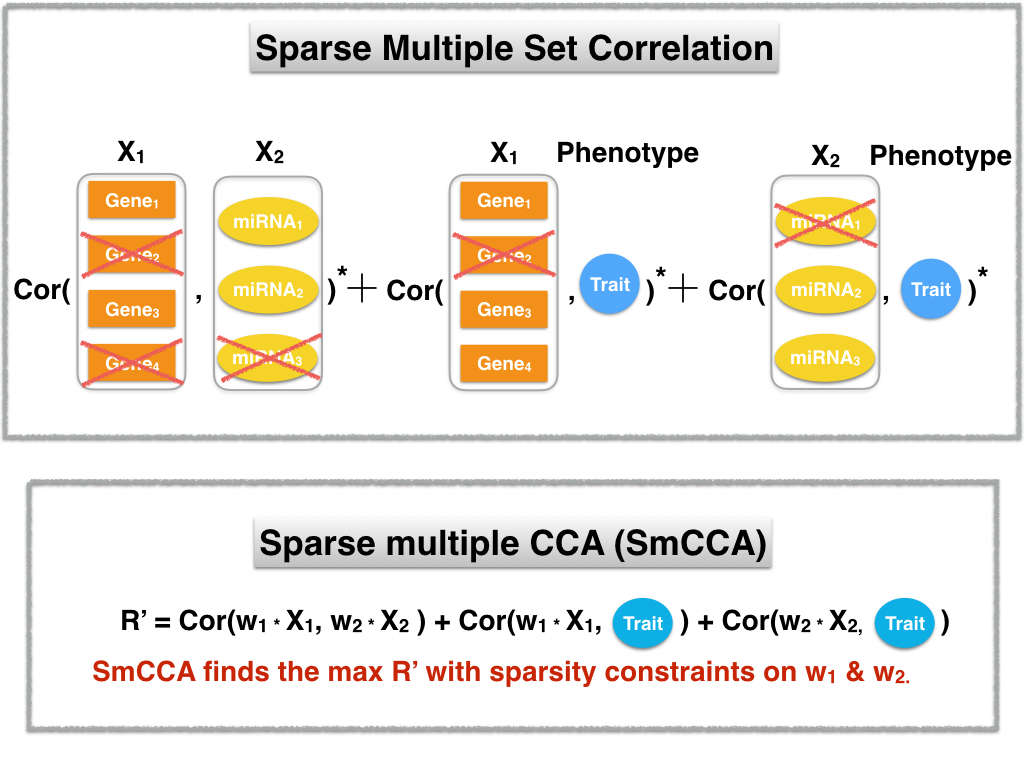 Sparse Multiple Set Correlation
X₁ X₂ X₁ Phenotype X₂ Phenotype
Gene₁ Gene₁
miRNA₁ miRNA₁
Gene₂ Gene₂
Cor( , miRNA₂ )* + Cor( , Trait )* + Cor( miRNA₂ , Trait )*
Gene₃ Gene₃
Gene₄ miRNA₃ Gene₄ miRNA₃
Sparse multiple CCA (SmCCA)
R’ = Cor(w₁ * X₁, w₂ * X₂ ) + Cor(w₁ * X₁, Trait ) + Cor(w₂ * X₂, Trait )
SmCCA finds the max R’ with sparsity constraints on w₁ & w₂.